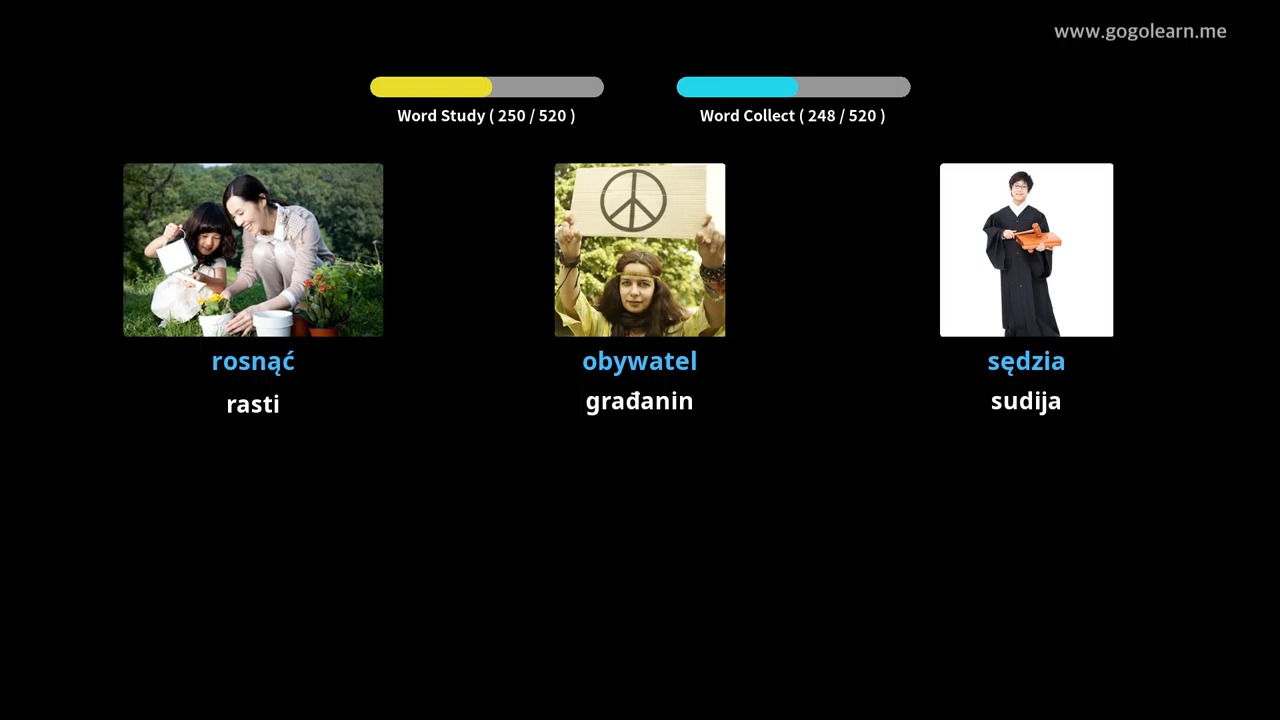 www.gogolearn.me
Word Study ( 250 / 520 )
Word Collect ( 248 / 520 )
rosnąć
rasti
obywatel
građanin
sędzia
sudija